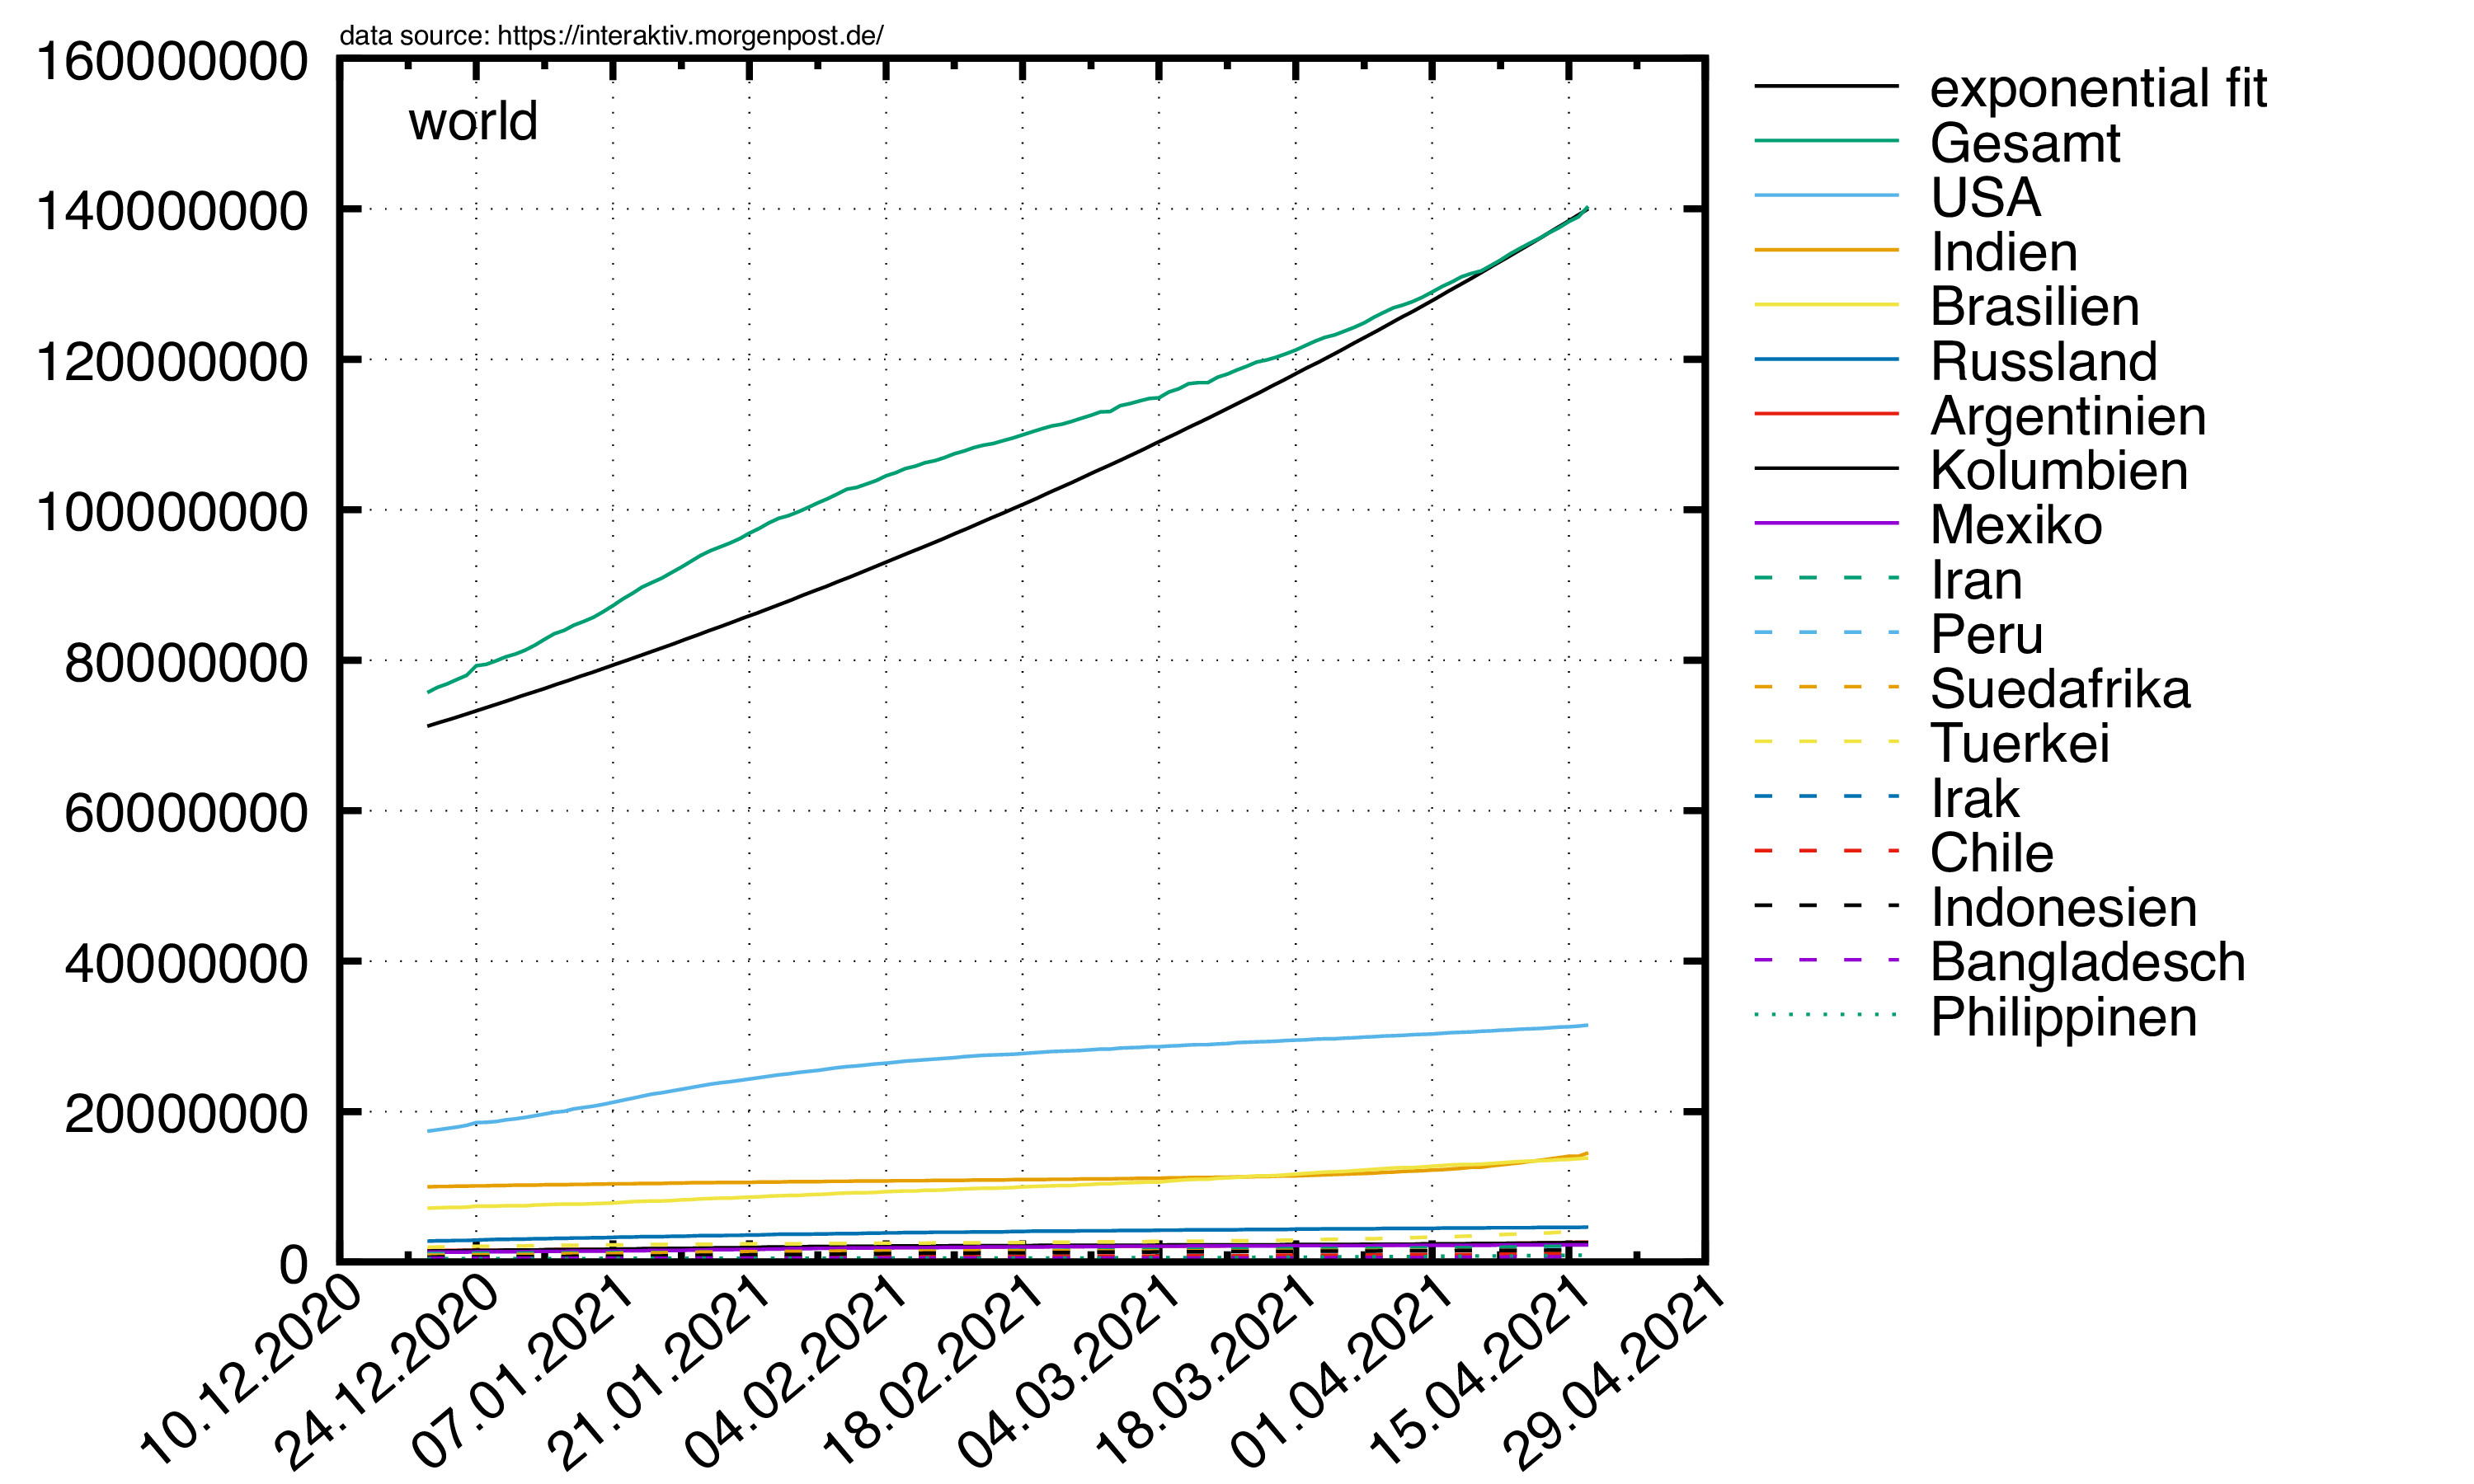 data source: https://interaktiv.morgenpost.de/
world
160000000
140000000
120000000
100000000
80000000
60000000
40000000
20000000
0
10.12.2020
24.12.2020
07.01.2021
21.01.2021
04.02.2021
18.02.2021
04.03.2021
18.03.2021
01.04.2021
15.04.2021
29.04.2021
exponential fit
Gesamt
USA
Indien
Brasilien
Russland
Argentinien
Kolumbien
Mexiko
Iran
Peru
Suedafrika
Tuerkei
Irak
Chile
Indonesien
Bangladesch
Philippinen